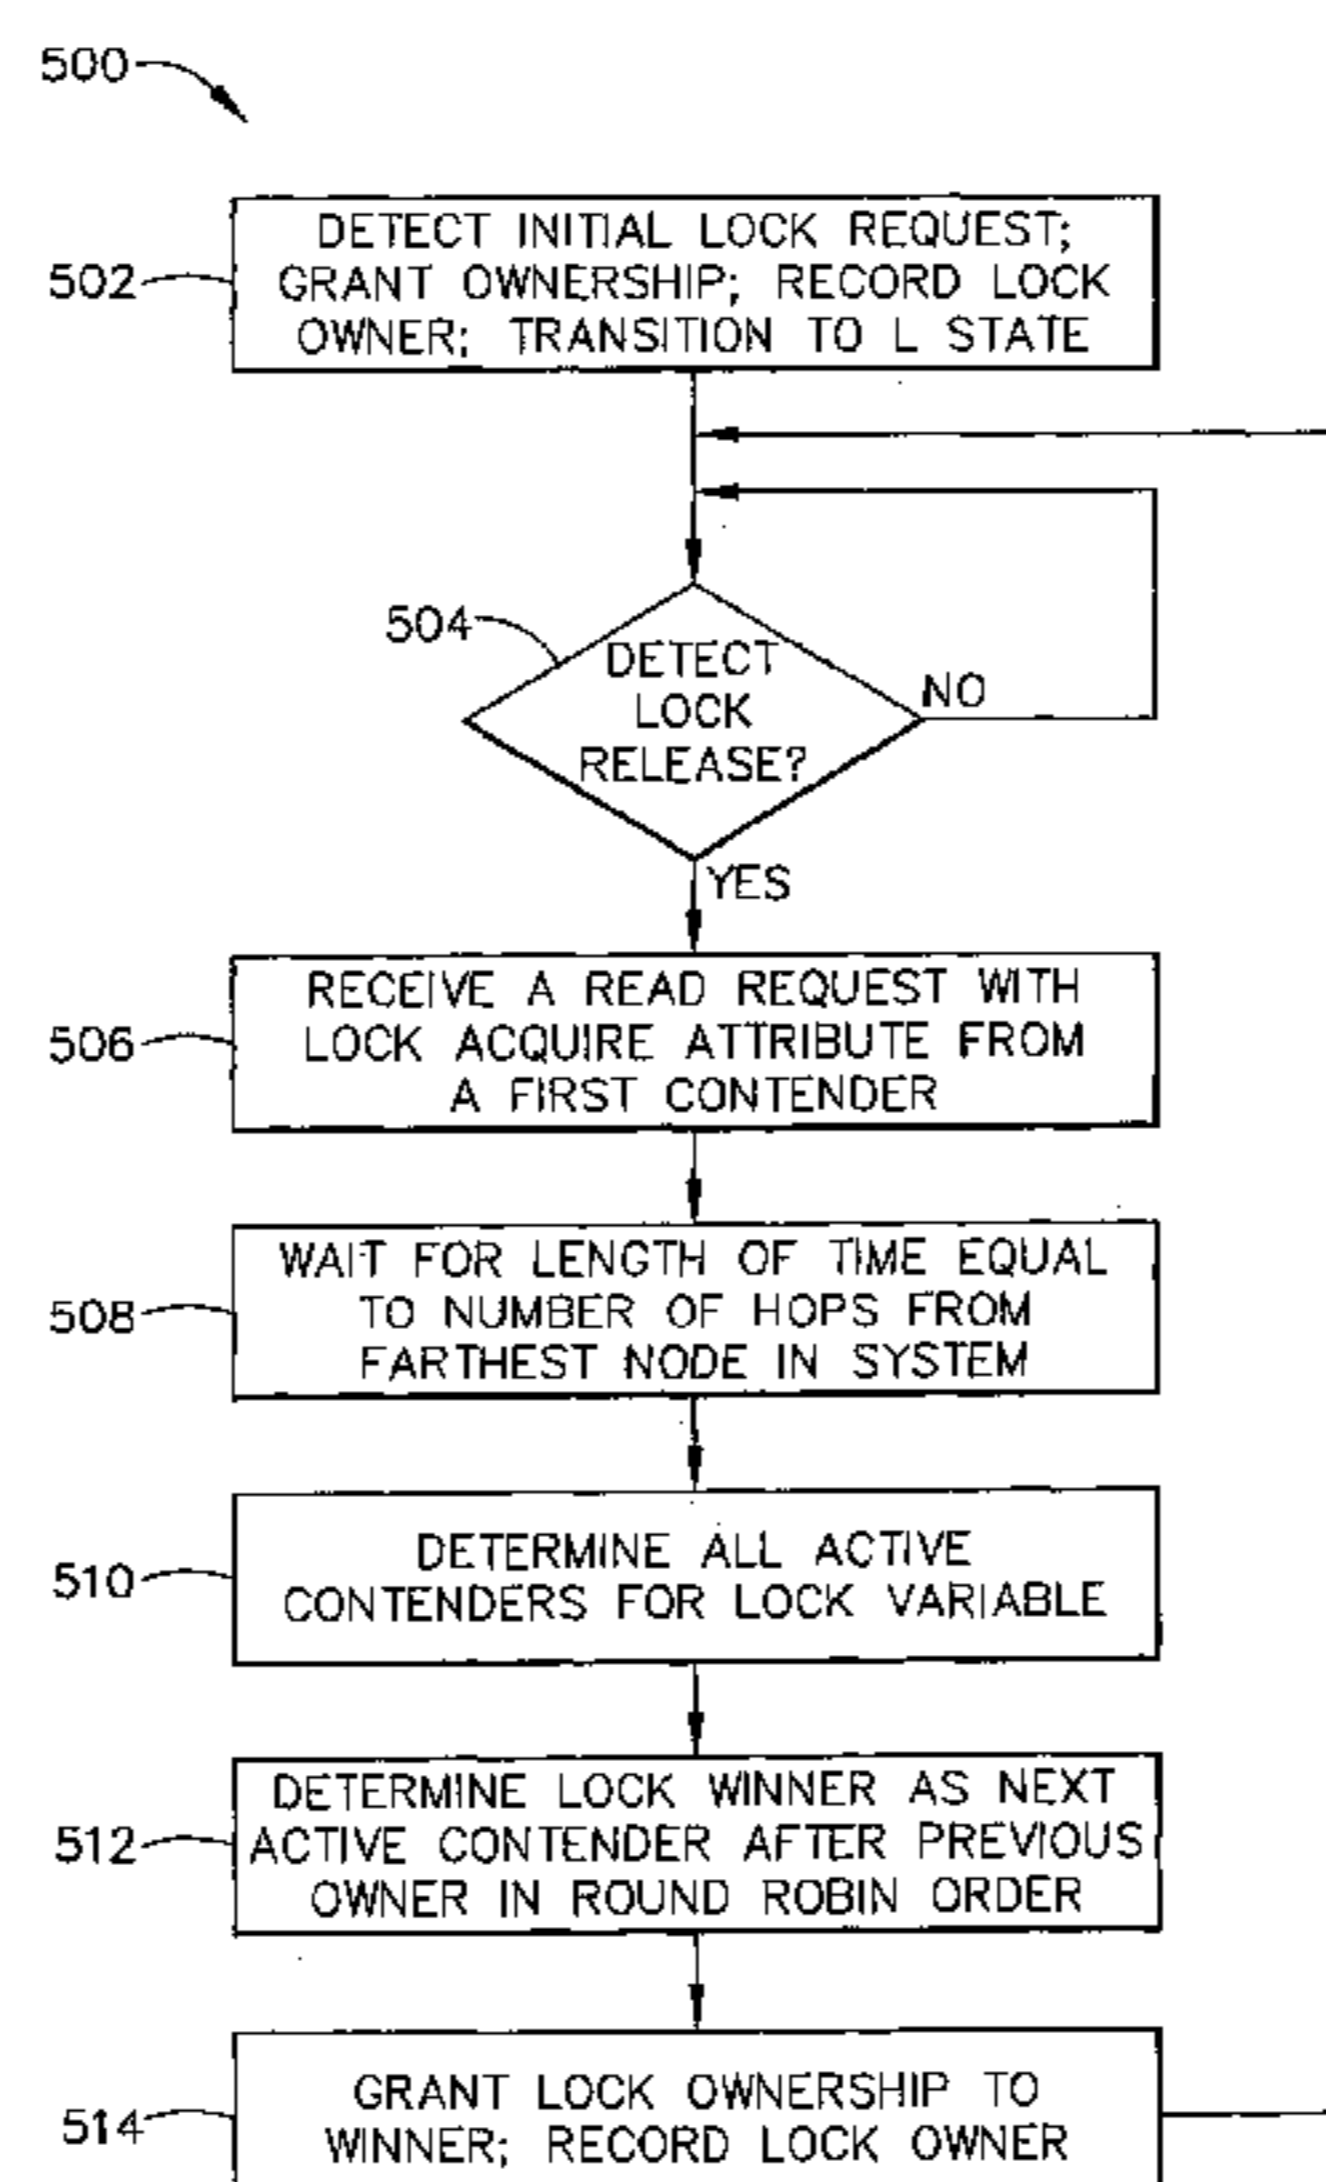 500
502
DETECT INITIAL LOCK REQUEST;
GRANT OWNERSHIP; RECORD LOCK
OWNER; TRANSITION TO L STATE
504
DETECT
LOCK
RELEASE?
NO
YES
506
RECEIVE A READ REQUEST WITH
LOCK ACQUIRE ATTRIBUTE FROM
A FIRST CONTENDER
508
WAIT FOR LENGTH OF TIME EQUAL
TO NUMBER OF HOPS FROM
FARTHEST NODE IN SYSTEM
510
DETERMINE ALL ACTIVE
CONTENDERS FOR LOCK VARIABLE
512
DETERMINE LOCK WINNER AS NEXT
ACTIVE CONTENDER AFTER PREVIOUS
OWNER IN ROUND ROBIN ORDER
514
GRANT LOCK OWNERSHIP TO
WINNER; RECORD LOCK OWNER